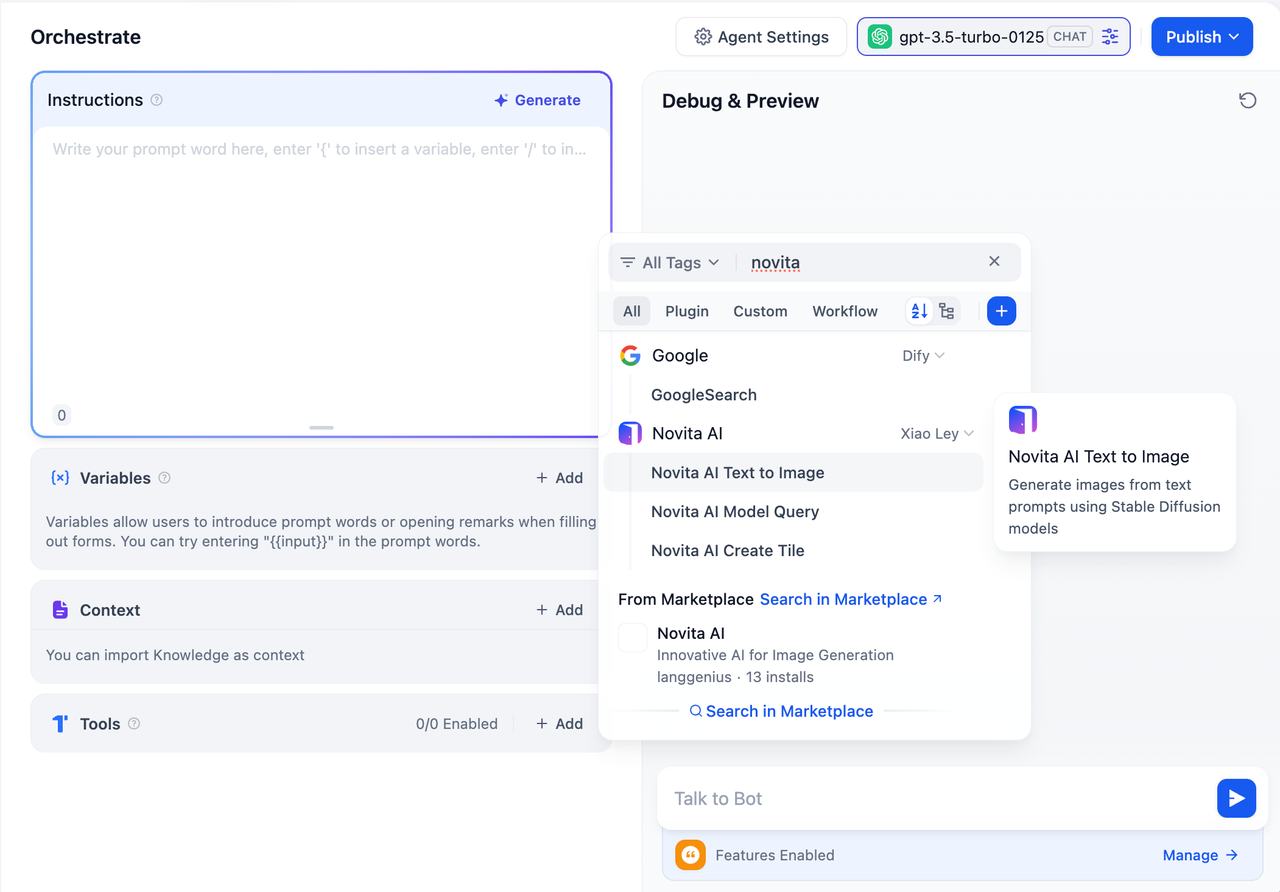 Orchestrate
Agent Settings
gpt-3.5-turbo-0125 CHAT
Publish
Instructions
Generate
Write your prompt word here, enter '{' to insert a variable, enter '/' to in...
0
Variables
+ Add
Variables allow users to introduce prompt words or opening remarks when filling
out forms. You can try entering "{{input}}" in the prompt words.
Context
+ Add
You can import Knowledge as context
Tools
0/0 Enabled
+ Add
Debug & Preview
All Tags
novita
All
Plugin
Custom
Workflow
Google
Dify
GoogleSearch
Novita AI
Xiao Ley
Novita AI Text to Image
Novita AI Model Query
Novita AI Create Tile
From Marketplace Search in Marketplace
Novita AI
Innovative AI for Image Generation
langgenius · 13 installs
Search in Marketplace
Novita AI Text to Image
Generate images from text
prompts using Stable Diffusion
models
Talk to Bot
Features Enabled
Manage